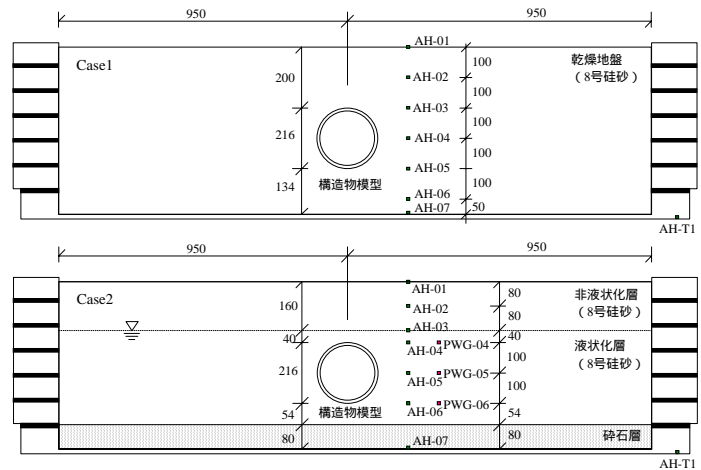 950
950
Case1
AH-01
乾燥地盤
（8号硅砂）
200
216
134
構造物模型
AH-02
AH-03
AH-04
AH-05
AH-06
AH-07
100
100
100
100
100
50
AH-T1
950
950
Case2
AH-01
非液状化層
（8号硅砂）
160
40
216
54
80
構造物模型
AH-02
AH-03
AH-04
PWG-04
AH-05
PWG-05
AH-06
PWG-06
AH-07
80
80
40
100
100
54
80
液状化層
（8号硅砂）
砕石層
AH-T1